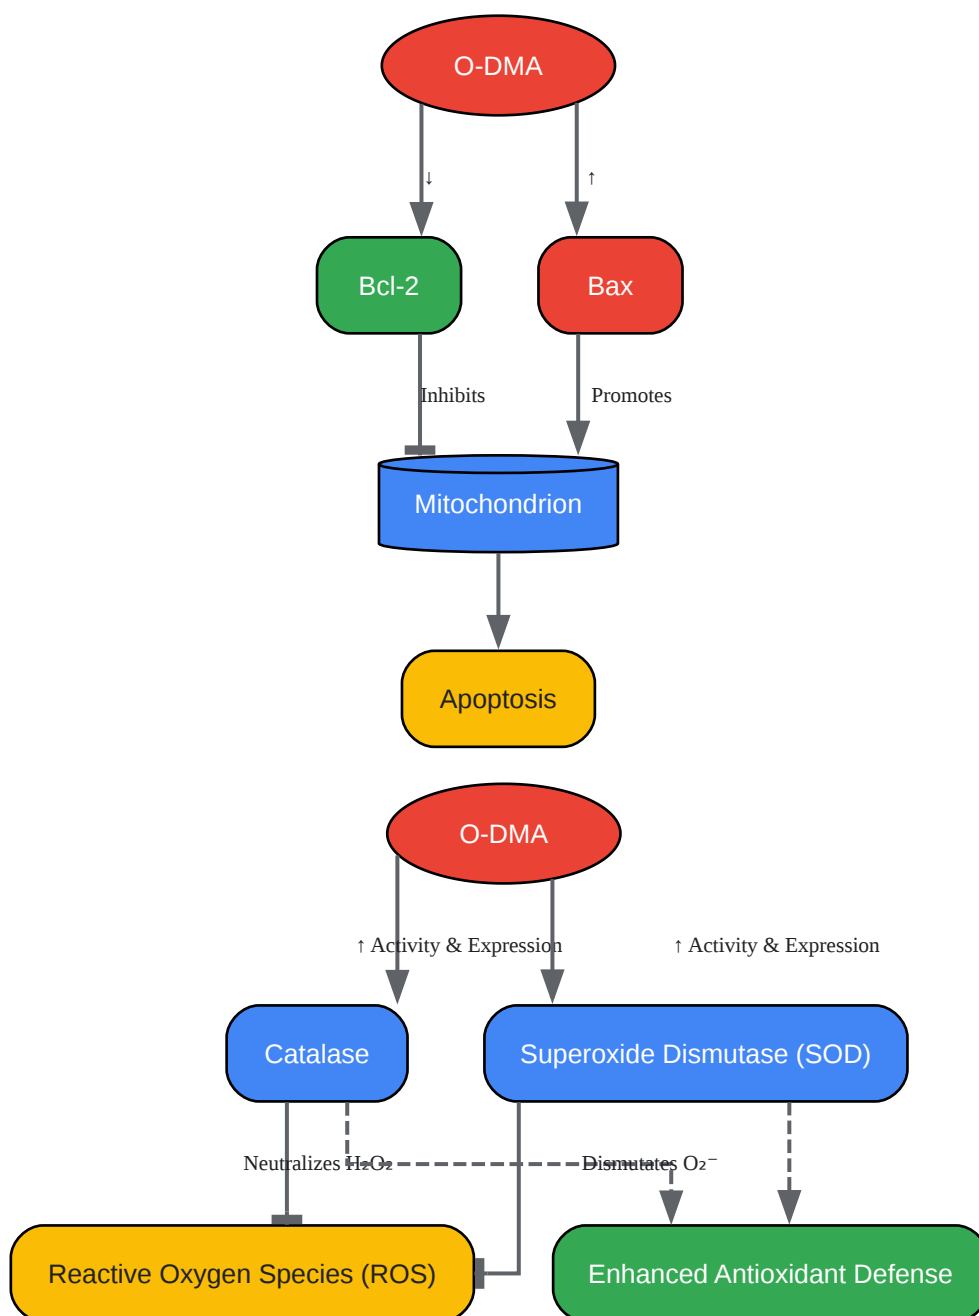 O-DMA
↓
↑
Bcl-2
Bax
Inhibits
Promotes
Mitochondrion
Apoptosis
O-DMA
↑ Activity & Expression
↑ Activity & Expression
Catalase
Superoxide Dismutase (SOD)
Neutralizes H₂O₂
Dismutates O₂⁻
Reactive Oxygen Species (ROS)
Enhanced Antioxidant Defense